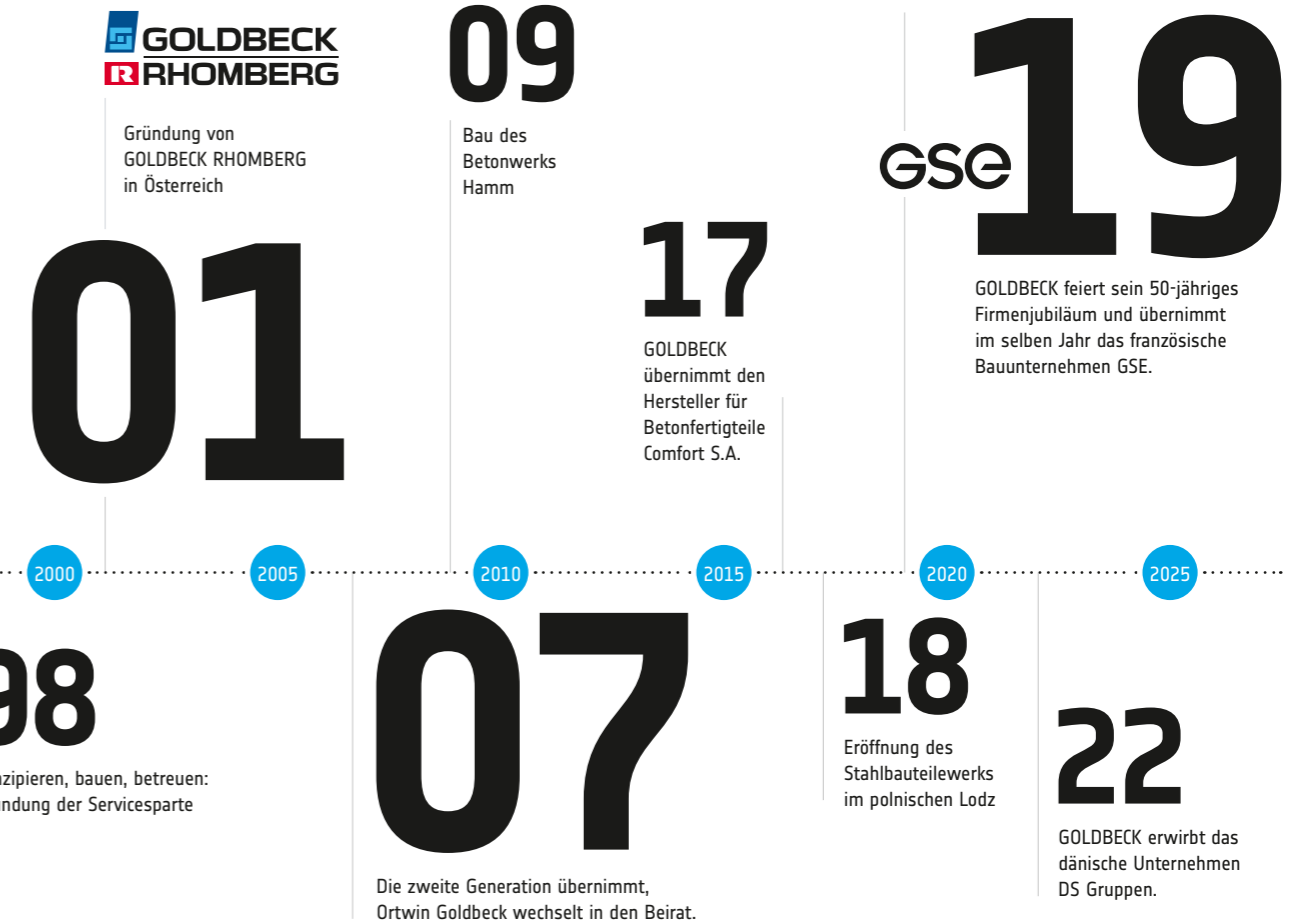 GOLDBECK
RHOMBERG
Gründung von
GOLDBECK RHOMBERG
in Österreich
01
09
Bau des
Betonwerks
Hamm
17
GOLDBECK
übernimmt den
Hersteller für
Betonfertigteile
Comfort S.A.
GSE
19
GOLDBECK feiert sein 50-jähriges
Firmenjubiläum und übernimmt
im selben Jahr das französische
Bauunternehmen GSE.
2000
2005
2010
2015
2020
2025
98
zipieren, bauen, betreuen:
ndung der Servicesparte
07
Die zweite Generation übernimmt,
Ortwin Goldbeck wechselt in den Beirat.
18
Eröffnung des
Stahlbauteilewerks
im polnischen Lodz
22
GOLDBECK erwirbt das
dänische Unternehmen
DS Gruppen.